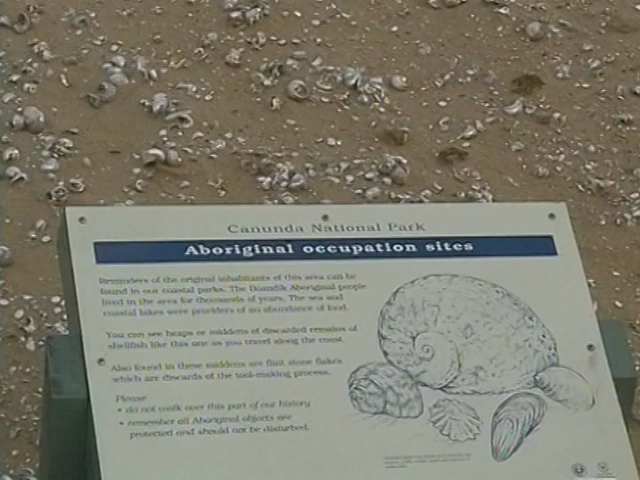 Canunda National Park
Aboriginal occupation sites
Reminders of the original inhabitants of this area can be
found in our coastal parks. The Boandik Aboriginal people
lived in the area for thousands of years. The sea and
coastal lakes were providers of an abundance of food.
You can see heaps or middens of discarded remains of
shellfish like this one as you travel along the coast.
Also found in these middens are flint stone flakes
which are discards of the tool-making process.
Please
• do not walk over this part of our history
• remember all Aboriginal objects are
protected and should not be disturbed.